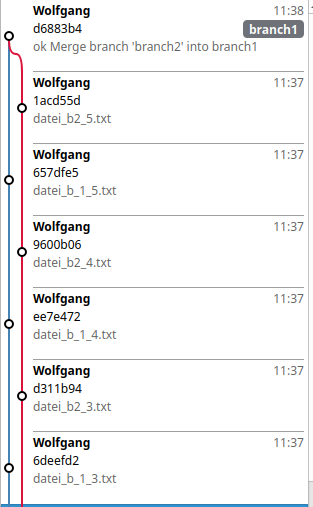 Wolfgang 11:38
d6883b4 branch1
ok Merge branch 'branch2' into branch1
Wolfgang 11:37
1acd55d
datei_b2_5.txt
Wolfgang 11:37
657dfe5
datei_b_1_5.txt
Wolfgang 11:37
9600b06
datei_b2_4.txt
Wolfgang 11:37
ee7e472
datei_b_1_4.txt
Wolfgang 11:37
d311b94
datei_b2_3.txt
Wolfgang 11:37
6deefd2
datei_b_1_3.txt